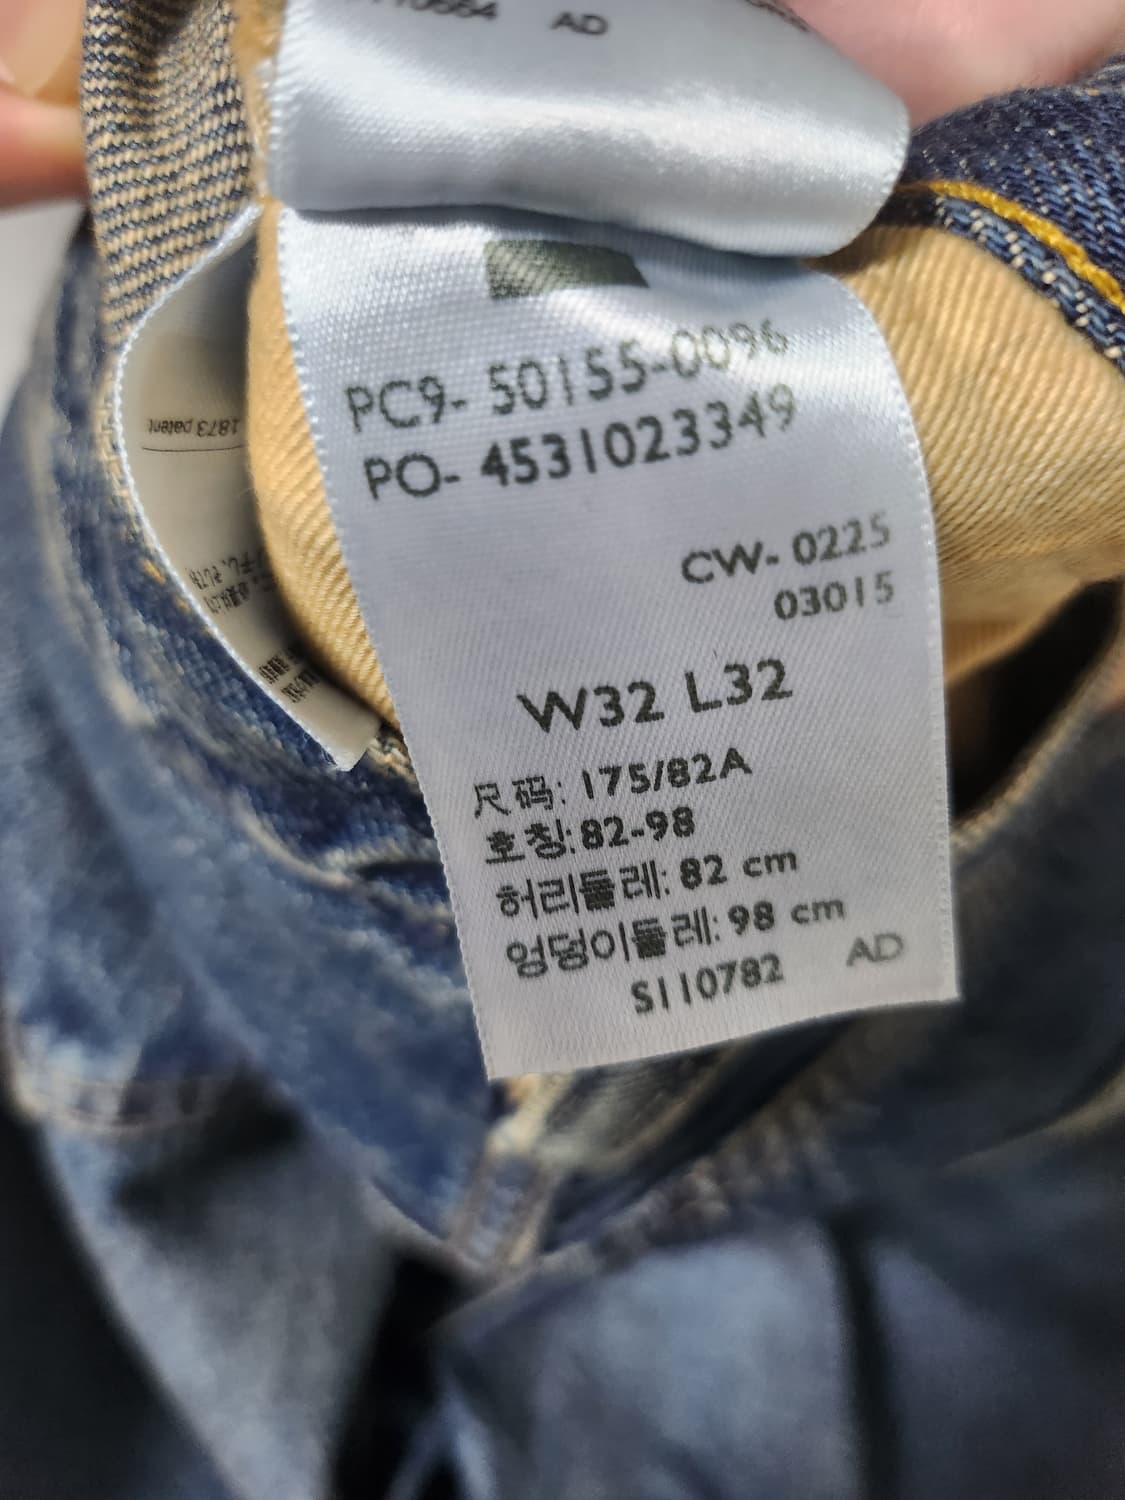 AD
PC9- 50155-0096
PO- 4531023349
CW- 0225
03015
W32 L32
尺码: 175/82A
호칭: 82-98
허리둘레: 82 cm
엉덩이둘레: 98 cm
S110782 AD
1873 patent